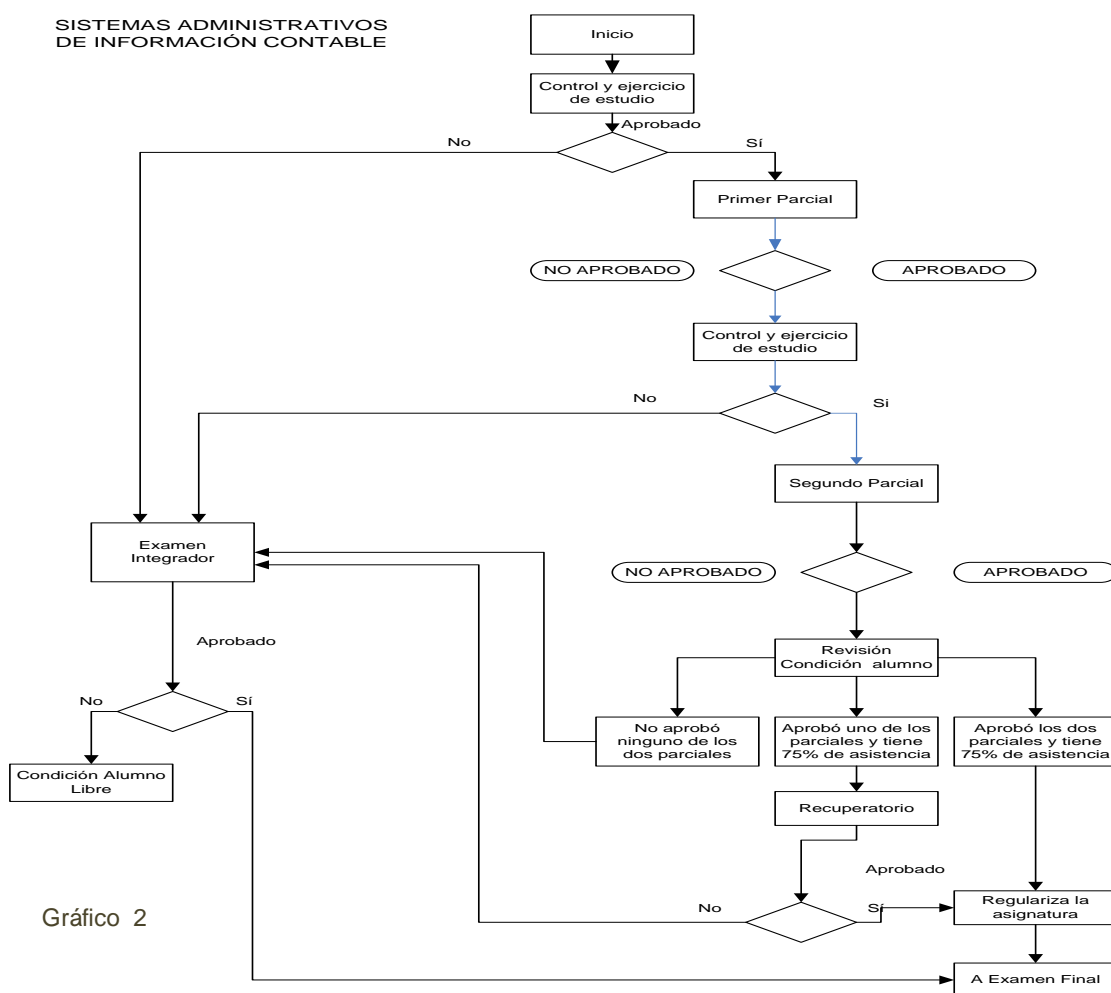 SISTEMAS ADMINISTRATIVOS
DE INFORMACIÓN CONTABLE
Inicio
Control y ejercicio
de estudio
Aprobado
No
Sí
Primer Parcial
NO APROBADO
APROBADO
Control y ejercicio
de estudio
No
Si
Segundo Parcial
Examen
Integrador
NO APROBADO
APROBADO
Aprobado
Revisión
Condición alumno
No
Sí
No aprobó
ninguno de los
dos parciales
Aprobó uno de los
parciales y tiene
75% de asistencia
Aprobó los dos
parciales y tiene
75% de asistencia
Condición Alumno
Libre
Recuperatorio
Aprobado
No
Sí
Regulariza la
asignatura
Gráfico 2
A Examen Final